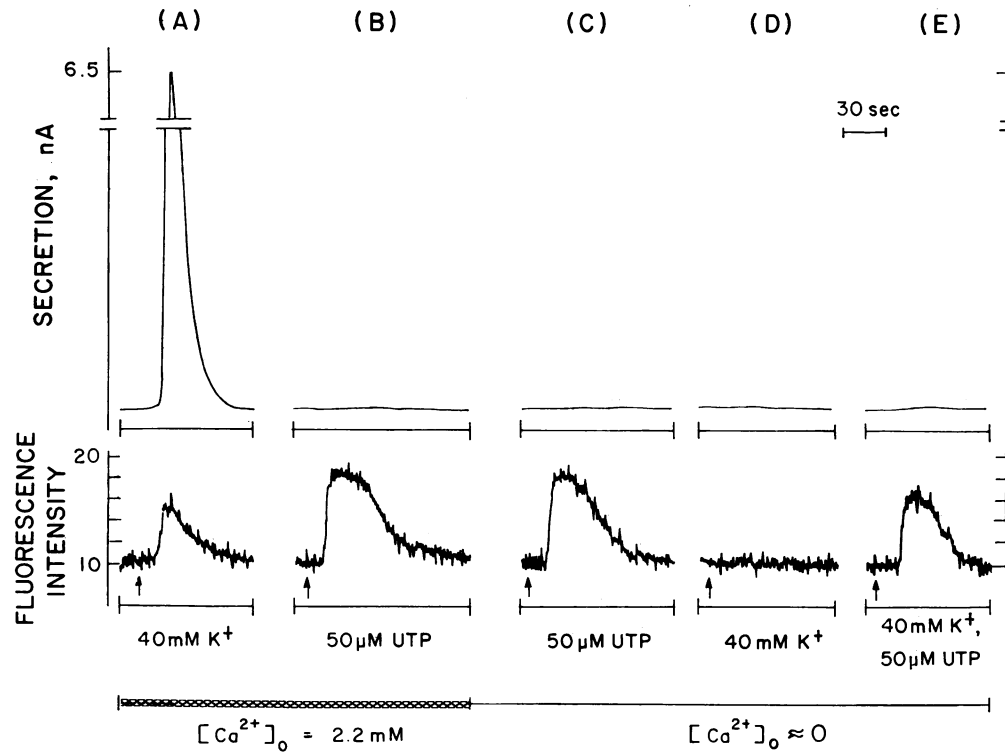 (A) (B) (C) (D) (E)
6.5
30 sec
SECRETION, nA
20
10
FLUORESCENCE
INTENSITY
40mM K⁺
50μM UTP
50μM UTP
40mM K⁺
40mM K⁺,
50μM UTP
[Ca²⁺]ₒ = 2.2mM
[Ca²⁺]ₒ ≈ 0